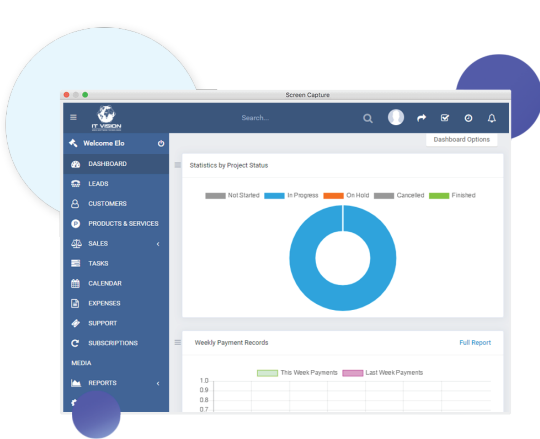 Screen Capture
IT VISION
Search...
Dashboard Options
Welcome Elo
DASHBOARD
LEADS
CUSTOMERS
PRODUCTS & SERVICES
SALES
TASKS
CALENDAR
EXPENSES
SUPPORT
SUBSCRIPTIONS
MEDIA
REPORTS
Statistics by Project Status
Not Started In Progress On Hold Cancelled Finished
Weekly Payment Records Full Report
This Week Payments Last Week Payments
1.0
0.9
0.8
0.7